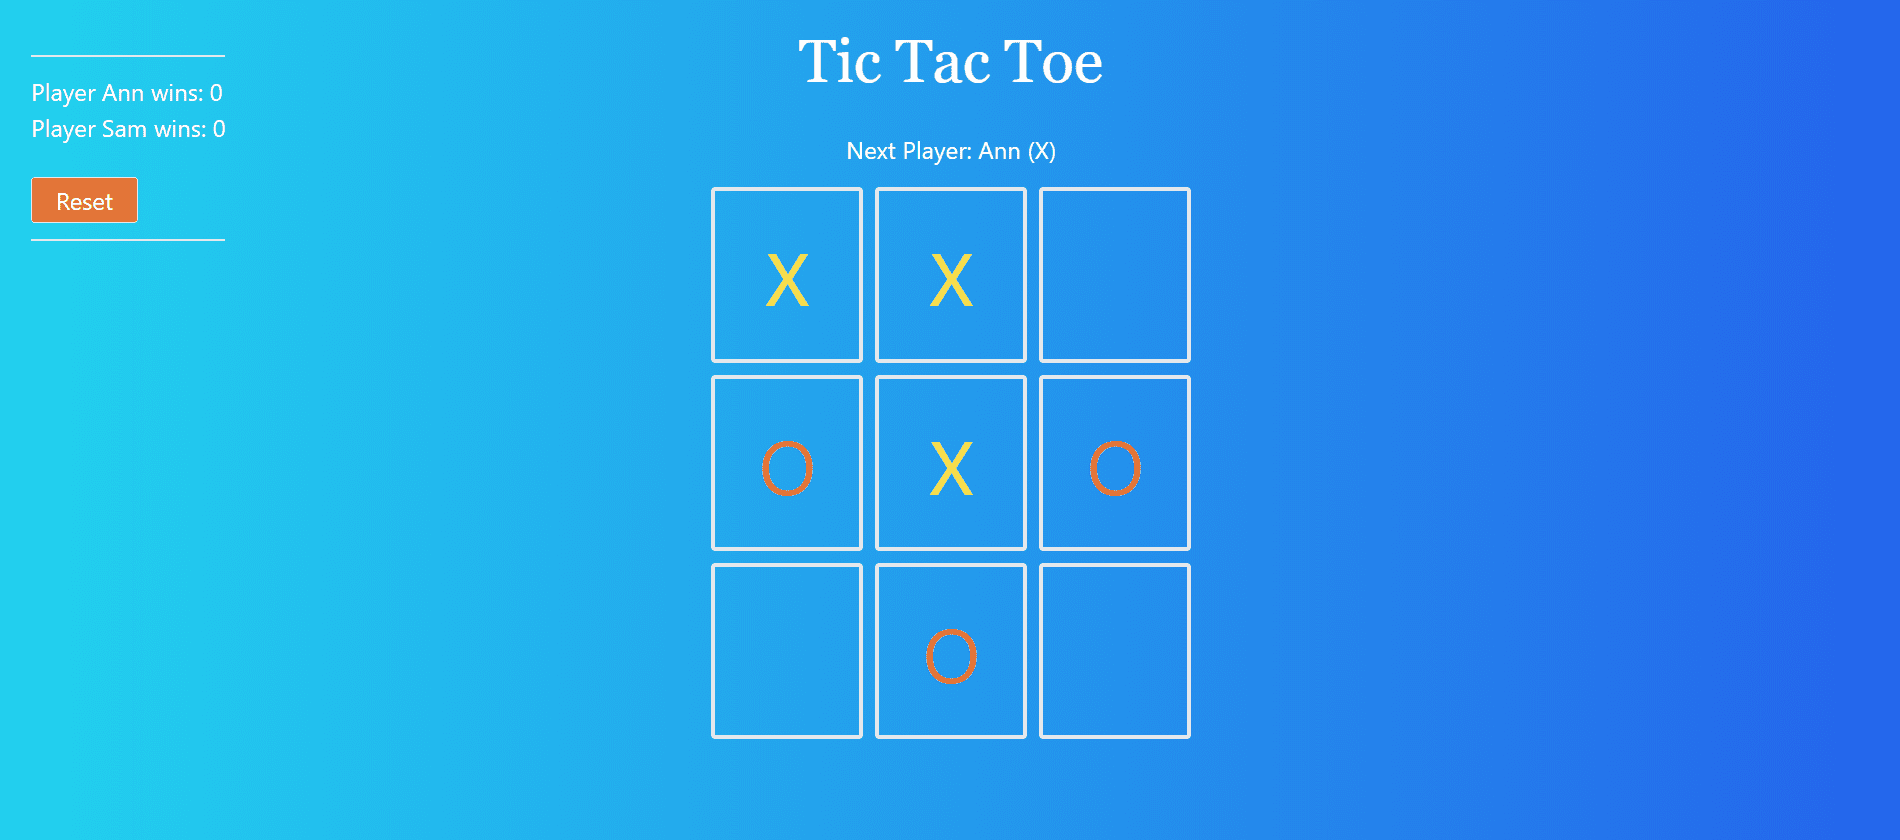 Tic Tac Toe
Player Ann wins: 0
Player Sam wins: 0
Reset
Next Player: Ann (X)
X X
O X O
O